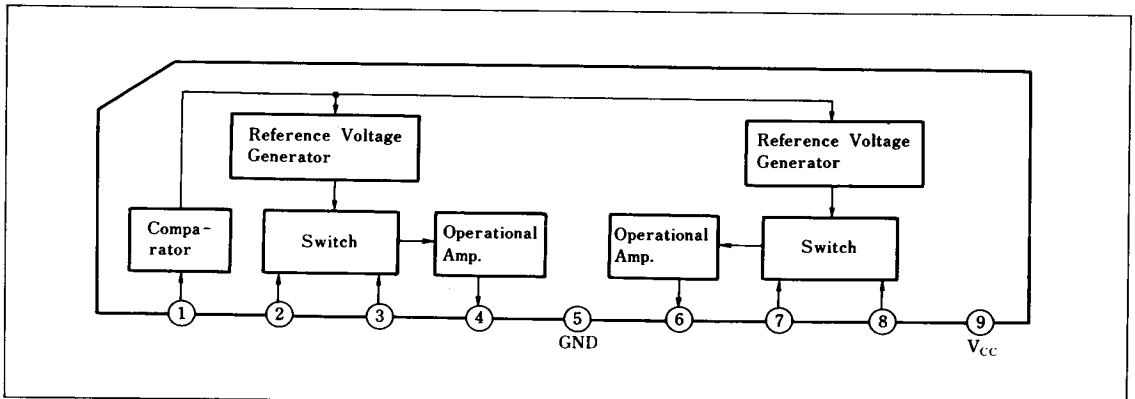 Reference Voltage
Generator
Reference Voltage
Generator
Compa-
rator
Switch
Operational
Amp.
Operational
Amp.
Switch
1
2
3
4
5
6
7
8
9
GND
VCC